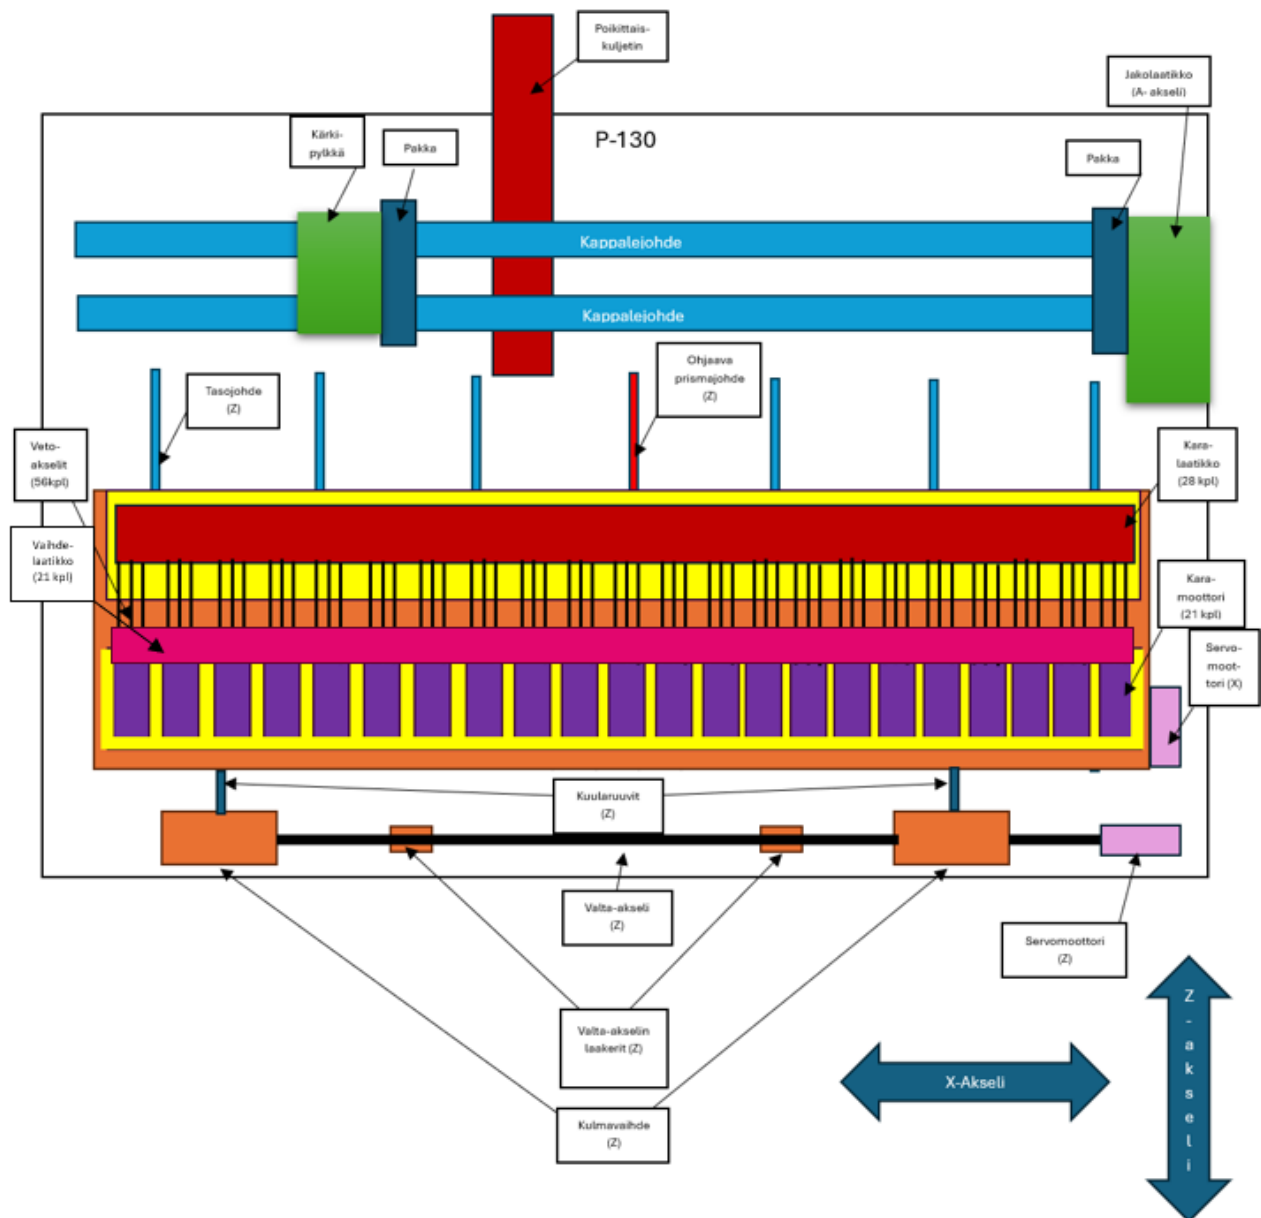 Poikittais-
kuljetin
Jakolaatikko
(A- akseli)
P-130
Kärki-
pylkkä
Pakka
Pakka
Kappalejohde
Kappalejohde
Tasojohde
(Z)
Ohjaava
prismajohde
(Z)
Veto-
akselit
(56kpl)
Kara-
laatikko
(28 kpl)
Vaihde-
laatikko
(21 kpl)
Kara-
moottori
(21 kpl)
Servo-
moot-
tori (X)
Kuularuuvit
(Z)
Valta-akseli
(Z)
Servomoottori
(Z)
Valta-akselin
laakerit (Z)
Kulmavaihde
(Z)
X-Akseli
Z
-
a
k
s
e
l
i